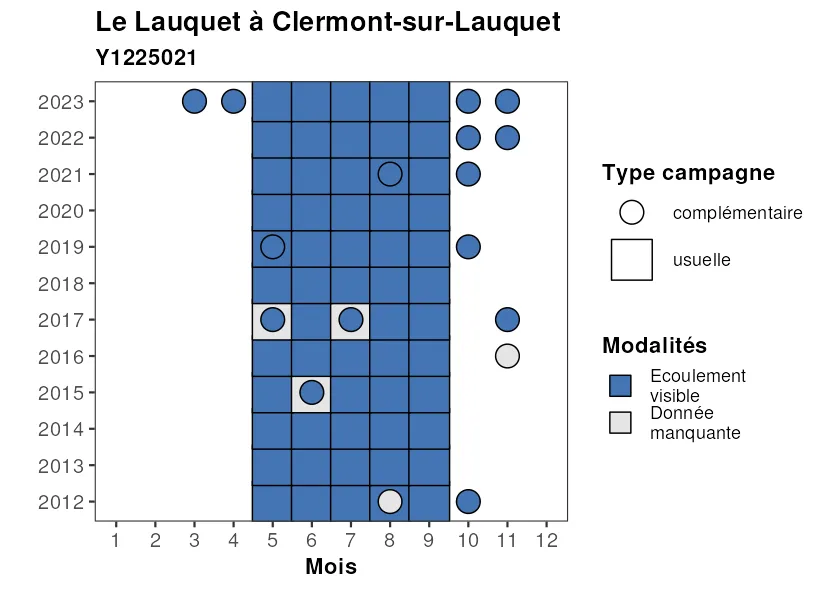 Le Lauquet à Clermont-sur-Lauquet
Y1225021
2023
2022
2021
2020
2019
2018
2017
2016
2015
2014
2013
2012
1 2 3 4 5 6 7 8 9 10 11 12
Mois
Type campagne
complémentaire
usuelle
Modalités
Ecoulement
visible
Donnée
manquante